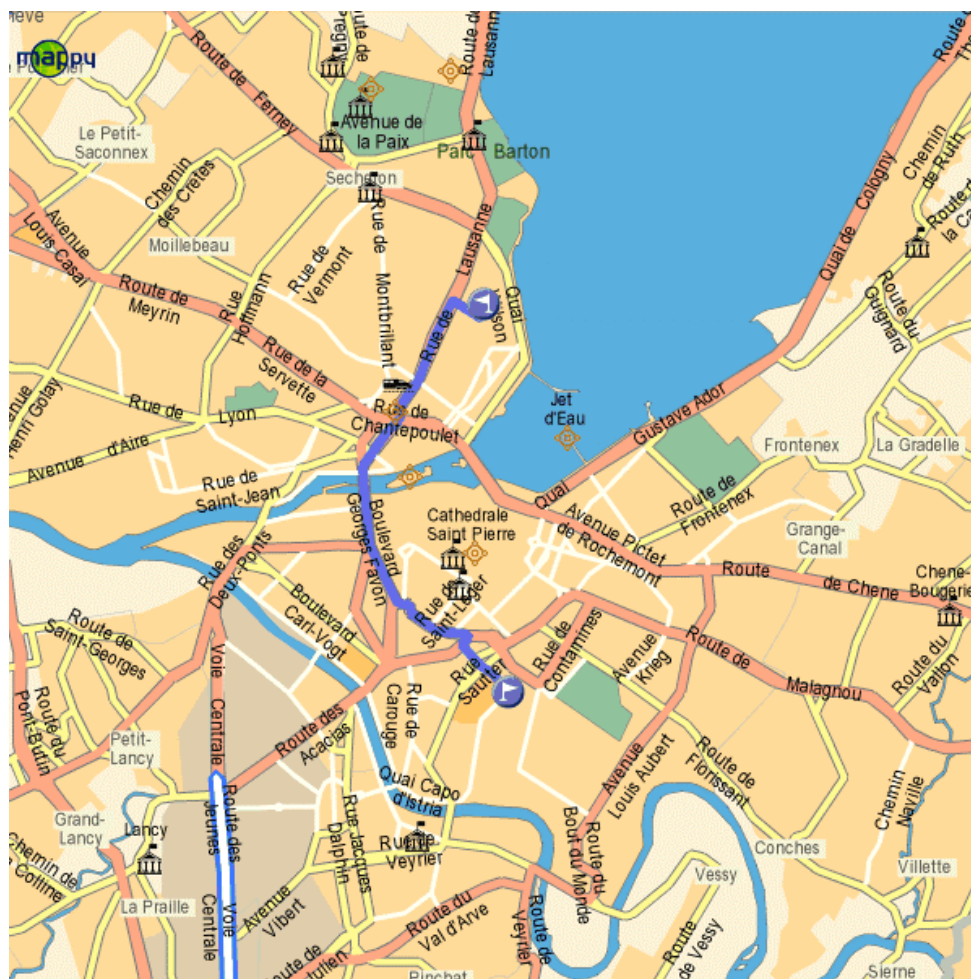 mappy
Route de
Ferney
Route de
Lausanne
Le Petit-
Saconnex
Avenue de
la Paix
Parc Barton
Chemin
des Crêtes
Secheron
Quai de Cologny
Chemin
de Ruth
Avenue
Louis Casaï
Moillebeau
Rue de
Vermont
Rue de
Montbrillant
Lausanne
Rue de
Quai
Wilson
Route de
Meyrin
Rue
Hoffmann
Route du
Guignard
Rue de la
Servette
Henri Golay
Rue de
Lyon
Rue de
Chantepoulet
Jet
d'Eau
Gustave Ador
Quai
Frontenex
La Gradelle
Avenue d'Aire
Rue de
Saint-Jean
Route de
Frontenex
Boulevard
Georges Favon
Cathedrale
Saint Pierre
Avenue Pictet
de Rochemont
Grange-
Canal
Rue des
Deux-Ponts
Route
de Chene
Chene-
Bougerie
Rue de
Saint-Leger
Boulevard
Carl-Vogt
Route de
Saint-Georges
Rue
Sautter
Rue de
Contamines
Avenue
Krieg
Route de
Malagnou
Route du
Vallon
Voie
Centrale
Route du
Pont-Butin
Petit-
Lancy
Route des
Acacias
Rue de
Carouge
Avenue
Louis Aubert
Route de
Florissant
Chemin
Naville
Grand-
Lancy
Lancy
Route des
Jeunes
Quai Capo
d'Istria
Rue Jacques
Dalphin
Rue de
Veyrier
Route du
Bout du Monde
Conches
Villette
Vessy
Chemin de
Colline
La Praille
Voie
Centrale
Avenue
Vibert
Route du
Val d'Arve
Route de
Veyrier
Route
de Vessy
Pinchat
Sierne